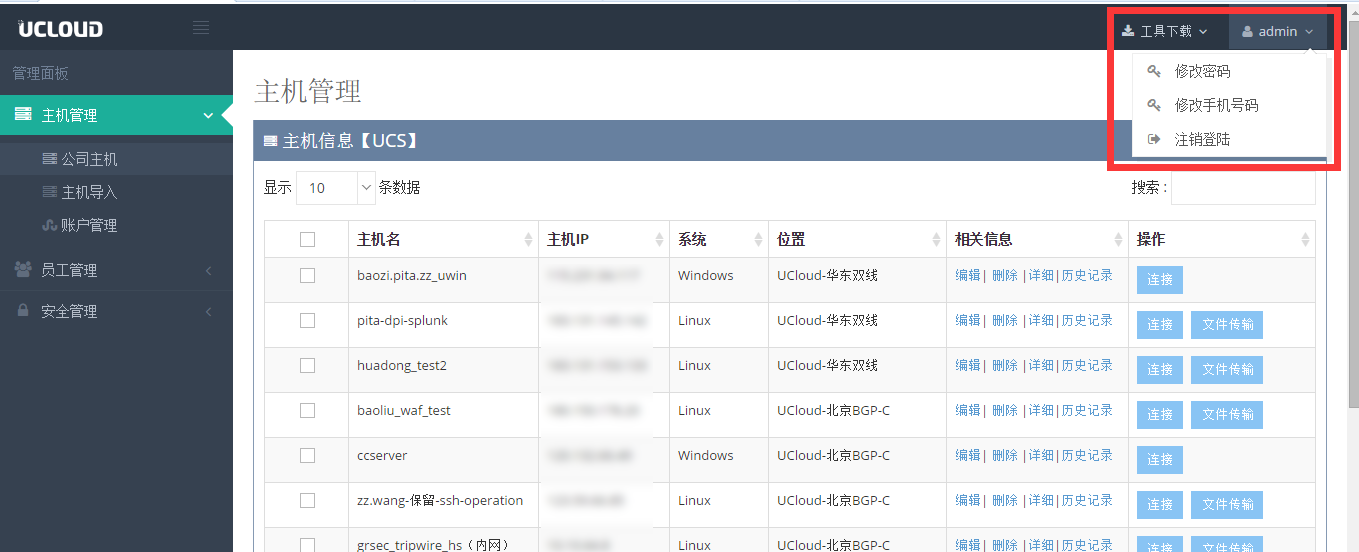 UCLOUD
工具下载
admin
管理面板
修改密码
修改手机号码
注销登陆
主机管理
公司主机
主机导入
账户管理
员工管理
安全管理
主机管理
主机信息【UCS】
显示 10 条数据
搜索 :
主机名 主机IP 系统 位置 相关信息 操作
baozi.pita.zz_uwin Windows UCloud-华东双线 编辑| 删除 |详细|历史记录 连接
pita-dpi-splunk Linux UCloud-华东双线 编辑| 删除 |详细|历史记录 连接 文件传输
huadong_test2 Linux UCloud-华东双线 编辑| 删除 |详细|历史记录 连接 文件传输
baoliu_waf_test Linux UCloud-北京BGP-C 编辑| 删除 |详细|历史记录 连接 文件传输
ccserver Windows UCloud-北京BGP-C 编辑| 删除 |详细|历史记录 连接
zz.wang-保留-ssh-operation Linux UCloud-北京BGP-C 编辑| 删除 |详细|历史记录 连接 文件传输
grsec_tripwire_hs（内网） Linux UCloud-北京BGP-C 编辑| 删除 |详细|历史记录 连接 文件传输